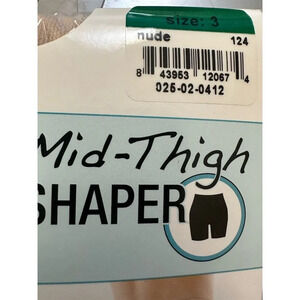 size: 3
nude 124
8 43953 12067 4
025-02-0412
Mid-Thigh
SHAPER